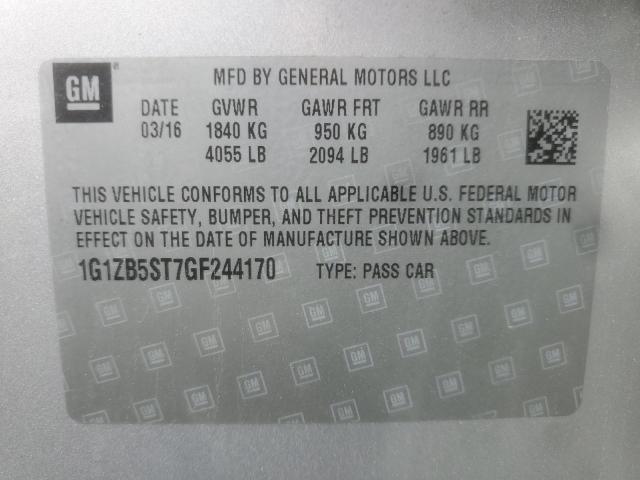 GM
MFD BY GENERAL MOTORS LLC
DATE GVWR GAWR FRT GAWR RR
03/16 1840 KG 950 KG 890 KG
4055 LB 2094 LB 1961 LB
THIS VEHICLE CONFORMS TO ALL APPLICABLE U.S. FEDERAL MOTOR
VEHICLE SAFETY, BUMPER, AND THEFT PREVENTION STANDARDS IN
EFFECT ON THE DATE OF MANUFACTURE SHOWN ABOVE.
1G1ZB5ST7GF244170 TYPE: PASS CAR